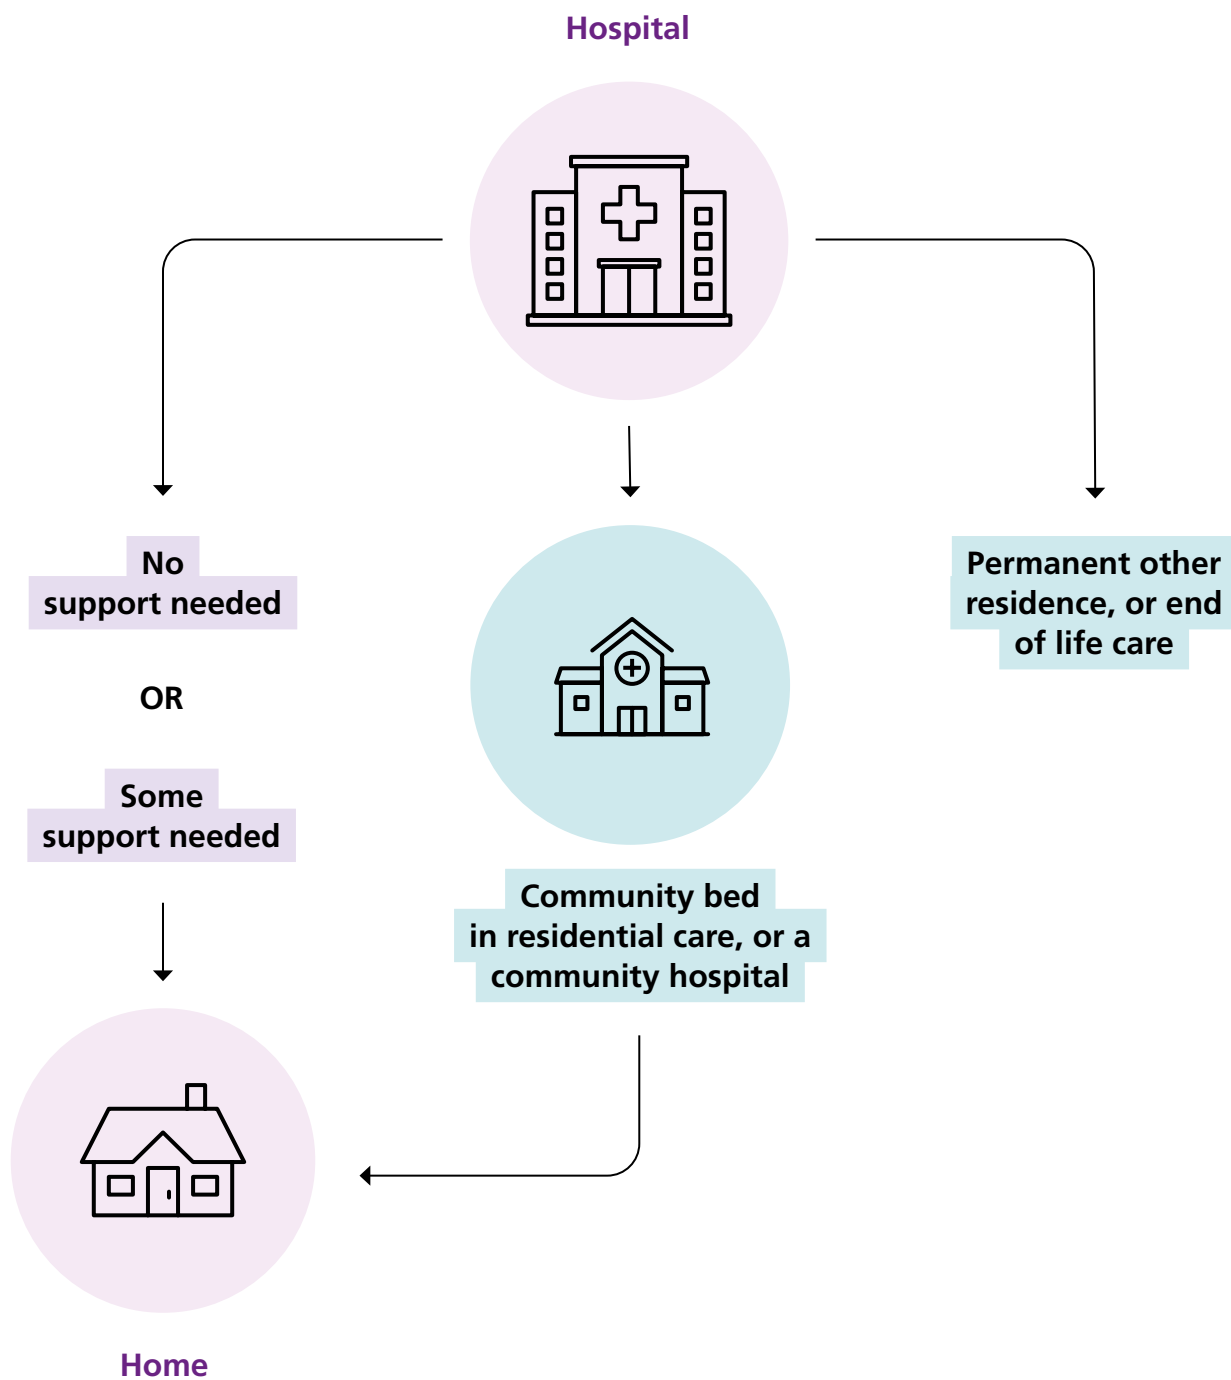 Hospital
No
support needed
OR
Some
support needed
Home
Community bed
in residential care, or a
community hospital
Permanent other
residence, or end
of life care